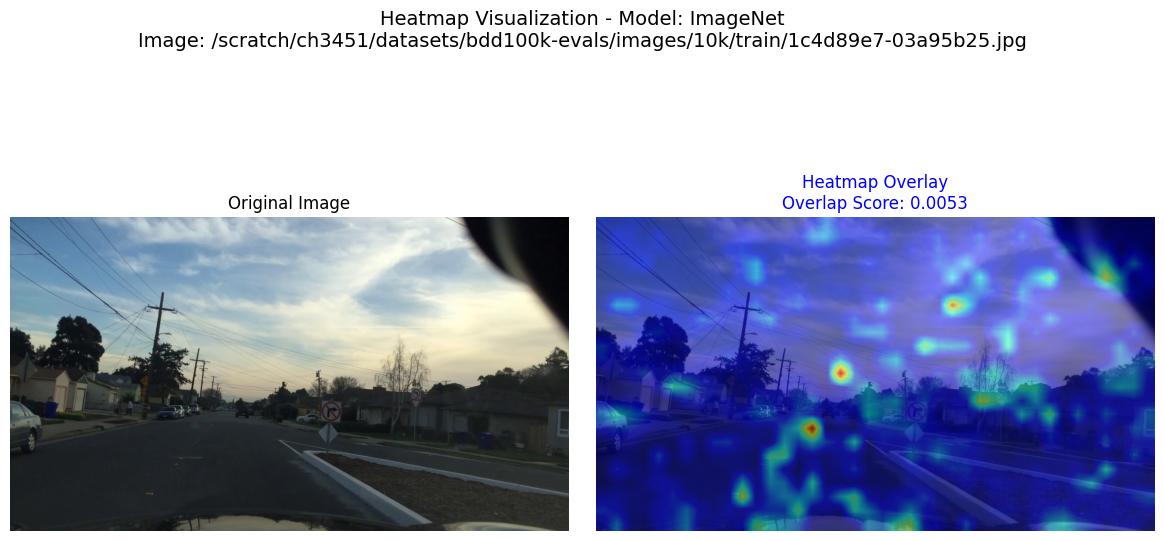 Heatmap Visualization - Model: ImageNet
Image: /scratch/ch3451/datasets/bdd100k-evals/images/10k/train/1c4d89e7-03a95b25.jpg
Original Image
Heatmap Overlay
Overlap Score: 0.0053